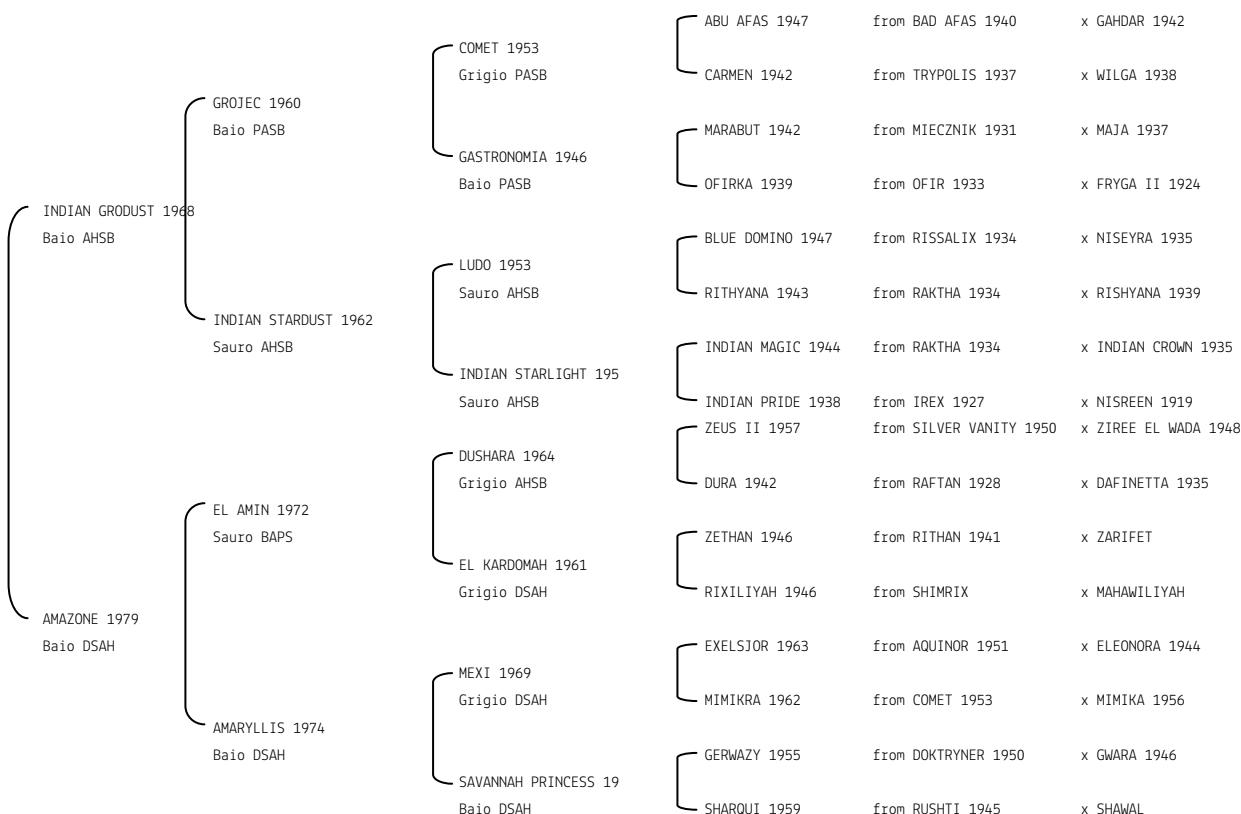 ABU AFAS 1947 from BAD AFAS 1940 x GAHDAR 1942
COMET 1953
Grigio PASB
CARMEN 1942 from TRYPOLIS 1937 x WILGA 1938
GROJEC 1960
Baio PASB
MARABUT 1942 from MIECZNIK 1931 x MAJA 1937
GASTRONOMIA 1946
Baio PASB
OFIRKA 1939 from OFIR 1933 x FRYGA II 1924
INDIAN GRODUST 1968
Baio AHSB
BLUE DOMINO 1947 from RISSALIX 1934 x NISEYRA 1935
LUDO 1953
Sauro AHSB
RITHYANA 1943 from RAKTHA 1934 x RISHYANA 1939
INDIAN STARDUST 1962
Sauro AHSB
INDIAN MAGIC 1944 from RAKTHA 1934 x INDIAN CROWN 1935
INDIAN STARLIGHT 195
Sauro AHSB
INDIAN PRIDE 1938 from IREX 1927 x NISREEN 1919
ZEUS II 1957 from SILVER VANITY 1950 x ZIREE EL WADA 1948
DUSHARA 1964
Grigio AHSB
DURA 1942 from RAFTAN 1928 x DAFINETTA 1935
EL AMIN 1972
Sauro BAPS
ZETHAN 1946 from RITHAN 1941 x ZARIFET
EL KARDOMAH 1961
Grigio DSAH
RIXILIYAH 1946 from SHIMRIX x MAHAWILIYAH
AMAZONE 1979
Baio DSAH
EXELSJOR 1963 from AQUINOR 1951 x ELEONORA 1944
MEXI 1969
Grigio DSAH
MIMIKRA 1962 from COMET 1953 x MIMIKA 1956
AMARYLLIS 1974
Baio DSAH
GERWAZY 1955 from DOKTRYNER 1950 x GWARA 1946
SAVANNAH PRINCESS 19
Baio DSAH
SHARQUI 1959 from RUSHTI 1945 x SHAWAL